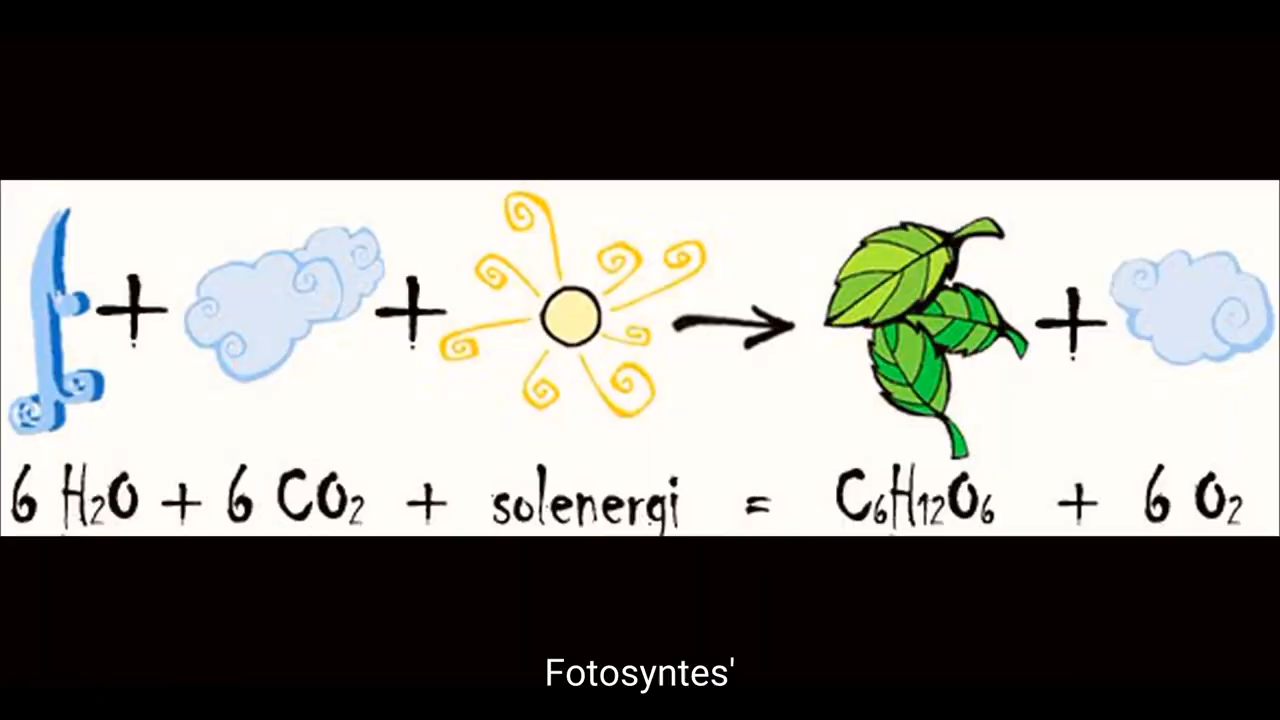 6 H2O + 6 CO2 + solenergi = C6H12O6 + 6 O2
Fotosyntes'